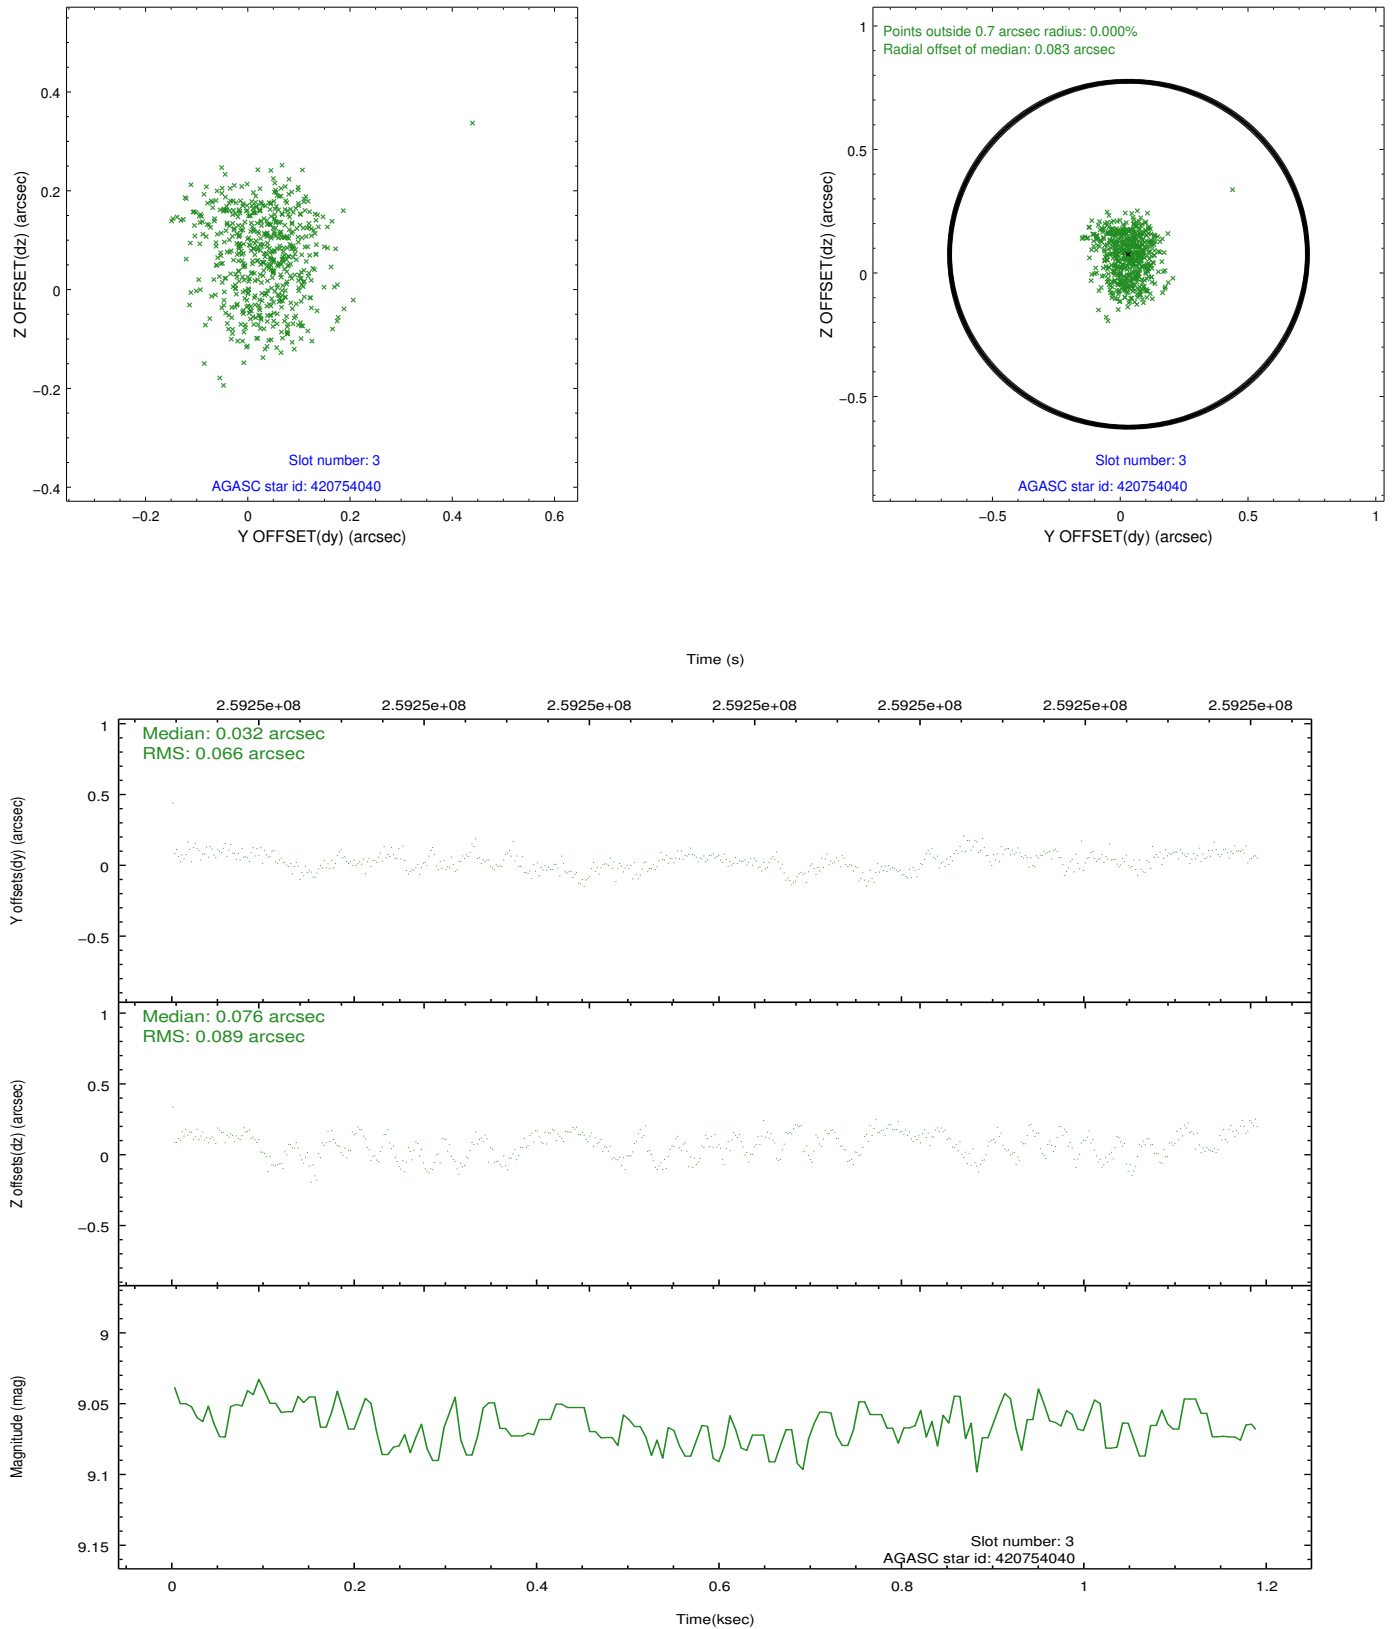 0.4
0.2
0
−0.2
−0.4
−0.2
0
0.2
0.4
0.6
Z OFFSET(dz) (arcsec)
Y OFFSET(dy) (arcsec)
Slot number: 3
AGASC star id: 420754040
Points outside 0.7 arcsec radius: 0.000%
Radial offset of median: 0.083 arcsec
1
0.5
0
−0.5
−0.5
0
0.5
1
Z OFFSET(dz) (arcsec)
Y OFFSET(dy) (arcsec)
Slot number: 3
AGASC star id: 420754040
Time (s)
2.5925e+08 2.5925e+08 2.5925e+08 2.5925e+08 2.5925e+08 2.5925e+08 2.5925e+08
Median: 0.032 arcsec
RMS: 0.066 arcsec
1
0.5
0
−0.5
Y offsets(dy) (arcsec)
Median: 0.076 arcsec
RMS: 0.089 arcsec
1
0.5
0
−0.5
Z offsets(dz) (arcsec)
9
9.05
9.1
9.15
Magnitude (mag)
Slot number: 3
AGASC star id: 420754040
0 0.2 0.4 0.6 0.8 1 1.2
Time(ksec)